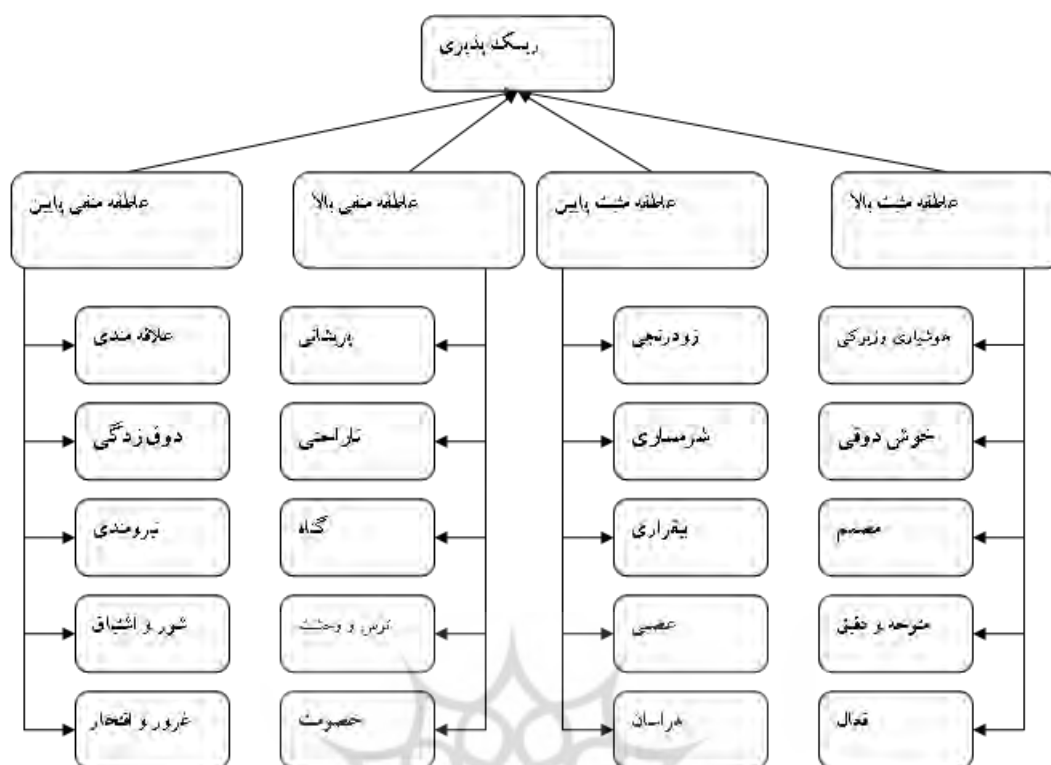 ریسک پذیری
عاطفه مثبت بالا
عاطفه مثبت پایین
عاطفه منفی بالا
عاطفه منفی پایین
هوشیاری وزیرکی
زودرنجی
پریشانی
علاقه مندی
خوش ذوقی
شرمساری
ناراحتی
ذوق زدگی
مصمم
بیقراری
گناه
نیرومندی
متوجه و دقیق
عصبی
ترس و وحشت
شور و اشتیاق
فعال
هراسان
خصومت
غرور و افتخار